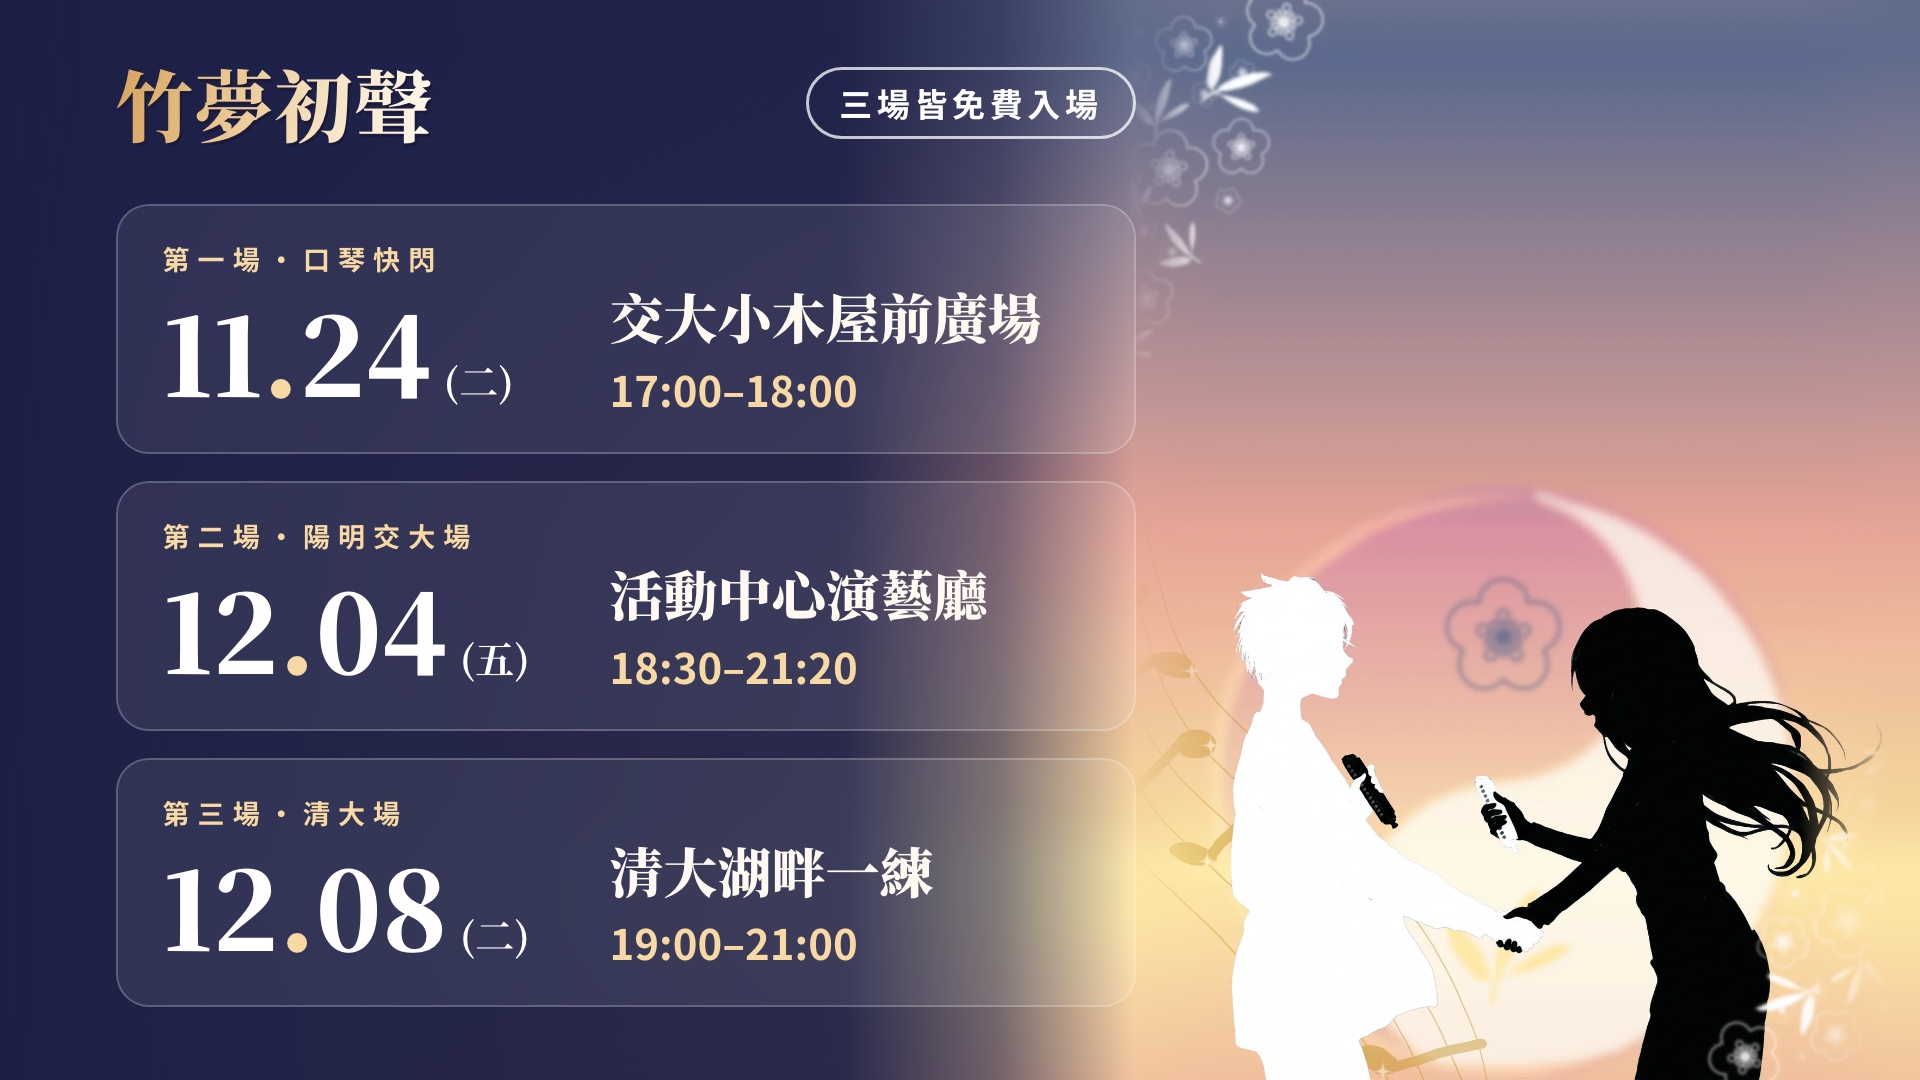 竹夢初聲
三場皆免費入場
第一場・口琴快閃
11.24 (二)
交大小木屋前廣場
17:00–18:00
第二場・陽明交大場
12.04 (五)
活動中心演藝廳
18:30–21:20
第三場・清大場
12.08 (二)
清大湖畔一練
19:00–21:00